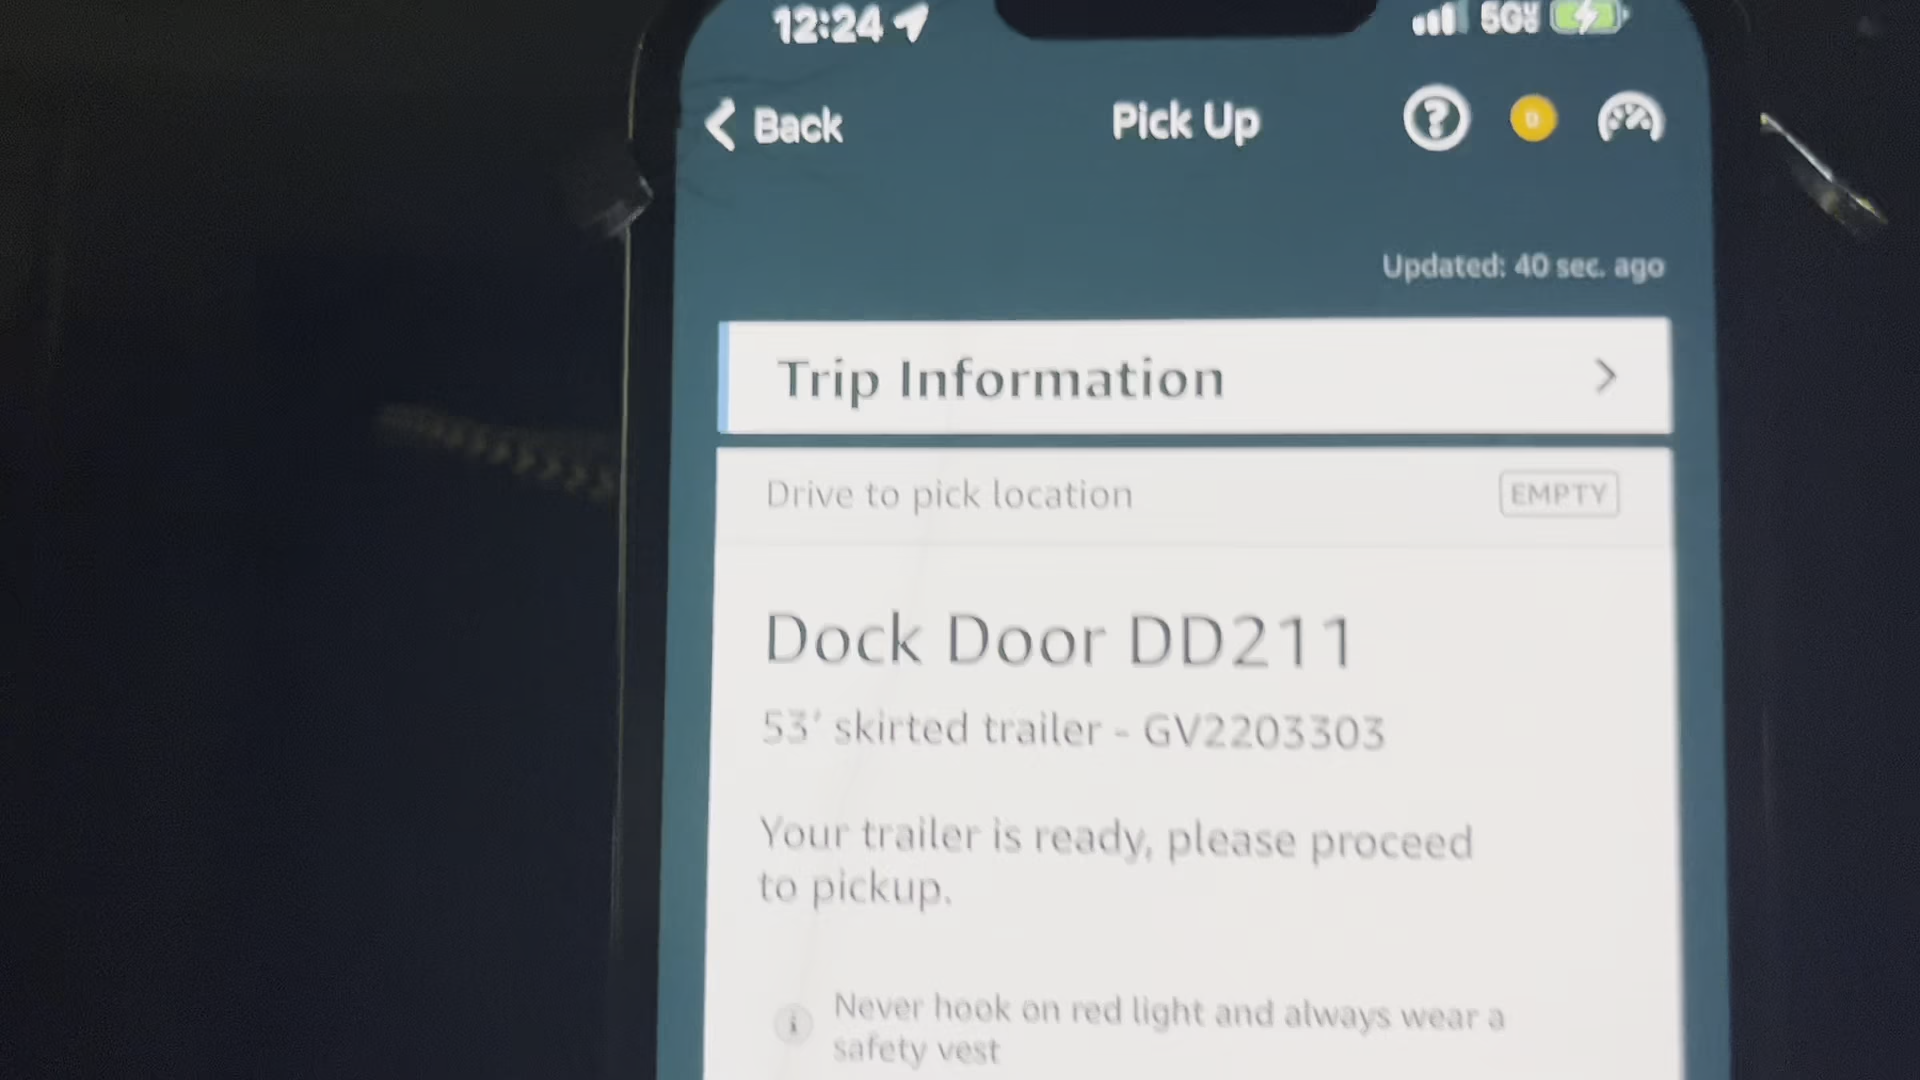 12:24 5G
Back Pick Up
Updated: 40 sec. ago
Trip Information
Drive to pick location EMPTY
Dock Door DD211
53' skirted trailer - GV2203303
Your trailer is ready, please proceed
to pickup.
Never hook on red light and always wear a
safety vest